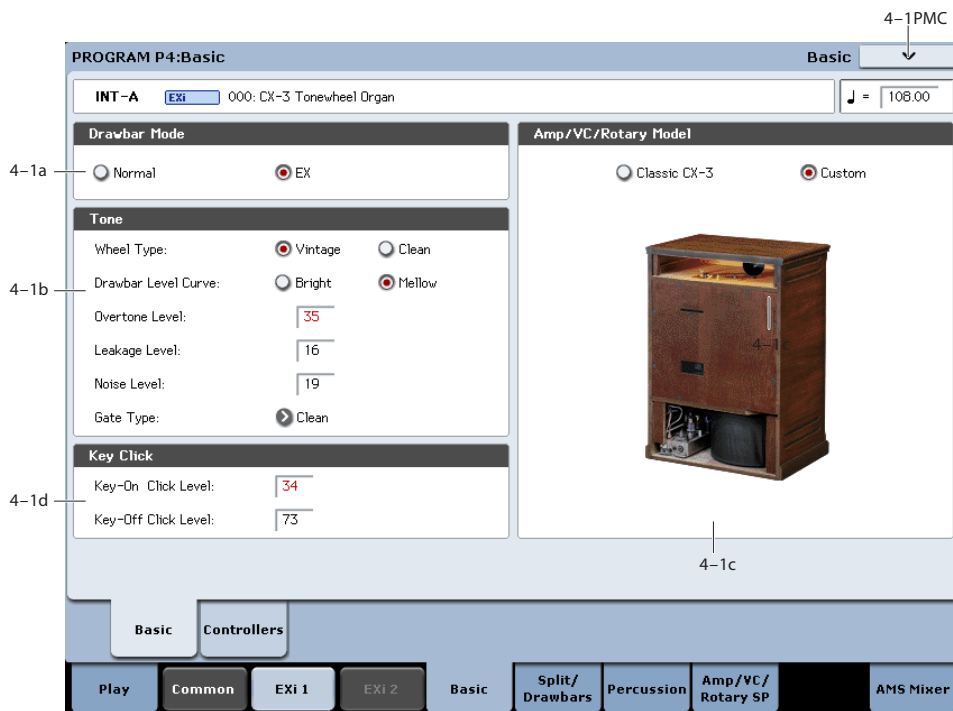 4–1PMC
PROGRAM P4:Basic
Basic
INT–A EXi 000: CX–3 Tonewheel Organ
♩ = 108.00
Drawbar Mode
4–1a
Normal EX
Tone
Wheel Type: Vintage Clean
4–1b
Drawbar Level Curve: Bright Mellow
Overtone Level: 35
Leakage Level: 16
Noise Level: 19
Gate Type: Clean
Key Click
4–1d
Key-On Click Level: 34
Key-Off Click Level: 73
Amp/VC/Rotary Model
Classic CX–3 Custom
4–1c
4–1c
Basic Controllers
Play Common EXi 1 EXi 2 Basic Split/
Drawbars Percussion Amp/VC/
Rotary SP AMS Mixer